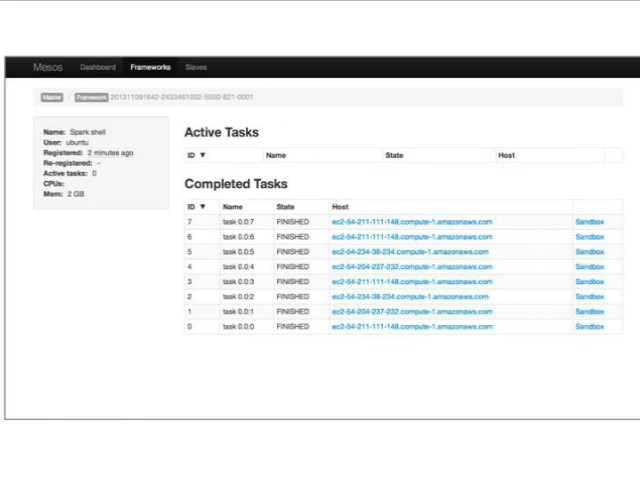 Mesos Dashboard Frameworks Slaves
Master / Framework 201311091642-2433461002-5050-821-0001
Name: Spark shell
User: ubuntu
Registered: 2 minutes ago
Re-registered: -
Active tasks: 0
CPUs:
Mem: 2 GB
Active Tasks
ID ▼ Name State Host
Completed Tasks
ID ▼ Name State Host
7 task 0.0:7 FINISHED ec2-54-211-111-148.compute-1.amazonaws.com Sandbox
6 task 0.0:6 FINISHED ec2-54-211-111-148.compute-1.amazonaws.com Sandbox
5 task 0.0:5 FINISHED ec2-54-234-38-234.compute-1.amazonaws.com Sandbox
4 task 0.0:4 FINISHED ec2-54-204-237-232.compute-1.amazonaws.com Sandbox
3 task 0.0:3 FINISHED ec2-54-211-111-148.compute-1.amazonaws.com Sandbox
2 task 0.0:2 FINISHED ec2-54-234-38-234.compute-1.amazonaws.com Sandbox
1 task 0.0:1 FINISHED ec2-54-204-237-232.compute-1.amazonaws.com Sandbox
0 task 0.0:0 FINISHED ec2-54-211-111-148.compute-1.amazonaws.com Sandbox